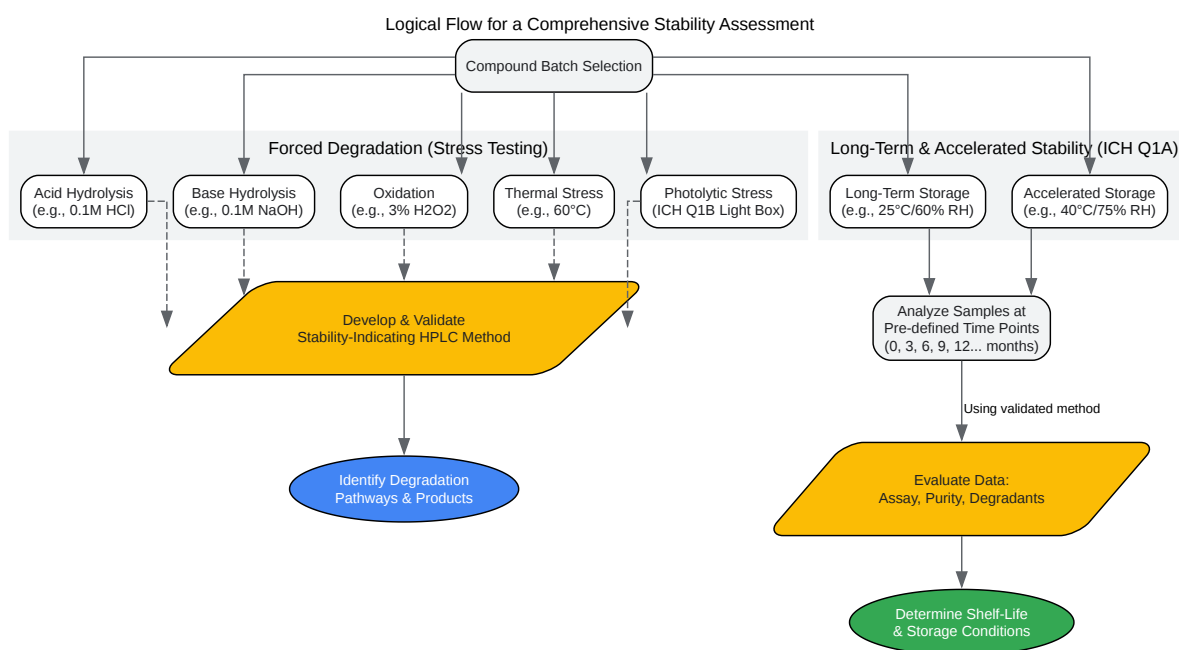 Logical Flow for a Comprehensive Stability Assessment
Compound Batch Selection
Forced Degradation (Stress Testing)
Long-Term & Accelerated Stability (ICH Q1A)
Acid Hydrolysis
(e.g., 0.1M HCl)
Base Hydrolysis
(e.g., 0.1M NaOH)
Oxidation
(e.g., 3% H2O2)
Thermal Stress
(e.g., 60°C)
Photolytic Stress
(ICH Q1B Light Box)
Long-Term Storage
(e.g., 25°C/60% RH)
Accelerated Storage
(e.g., 40°C/75% RH)
Develop & Validate
Stability-Indicating HPLC Method
Analyze Samples at
Pre-defined Time Points
(0, 3, 6, 9, 12... months)
Using validated method
Identify Degradation
Pathways & Products
Evaluate Data:
Assay, Purity, Degradants
Determine Shelf-Life
& Storage Conditions